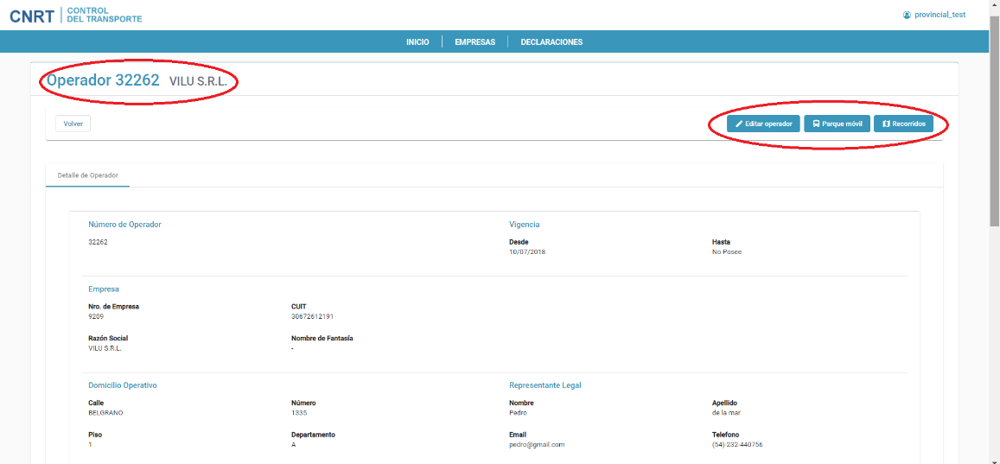 CNRT CONTROL DEL TRANSPORTE
provincial_test
INICIO EMPRESAS DECLARACIONES
Operador 32262 VILU S.R.L.
Volver Editar operador Parque móvil Recorridos
Detalle de Operador
Número de Operador Vigencia
32262 Desde Hasta
10/07/2018 No Posee
Empresa
Nro. de Empresa CUIT
9209 30672612191
Razón Social Nombre de Fantasía
VILU S.R.L. -
Domicilio Operativo Representante Legal
Calle Número Nombre Apellido
BELGRANO 1335 Pedro de la mar
Piso Departamento Email Telefono
1 A pedro@gmail.com (54)-232-440756